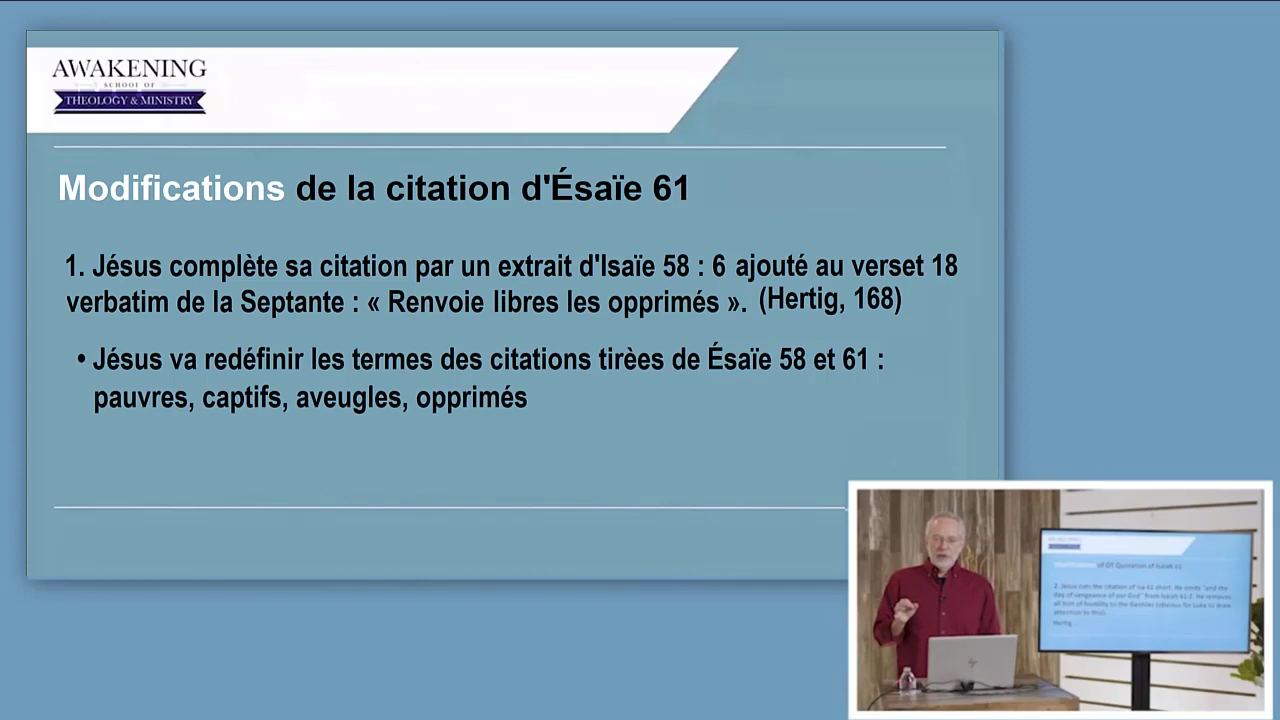 AWAKENING
SCHOOL OF
THEOLOGY & MINISTRY
Modifications de la citation d'Ésaïe 61
1. Jésus complète sa citation par un extrait d'Isaïe 58 : 6 ajouté au verset 18
verbatim de la Septante : « Renvoie libres les opprimés ». (Hertig, 168)
• Jésus va redéfinir les termes des citations tirèes de Ésaïe 58 et 61 :
pauvres, captifs, aveugles, opprimés
Modifications of OT Quotation of Isaiah 61
2. Jesus cuts the citation of Isa 61 short. He omits "and the
day of vengeance of our God" from Isaiah 61:2. He removes
all hint of hostility to the Gentiles (obvious for Luke to draw
attention to this).
Hertig